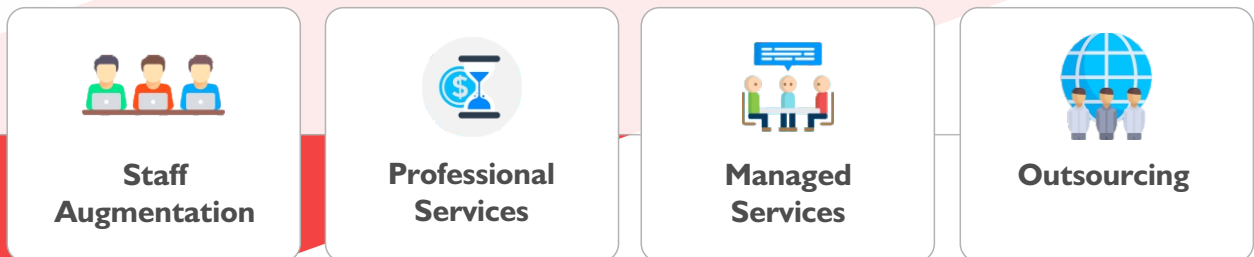 Staff
Augmentation
Professional
Services
Managed
Services
Outsourcing